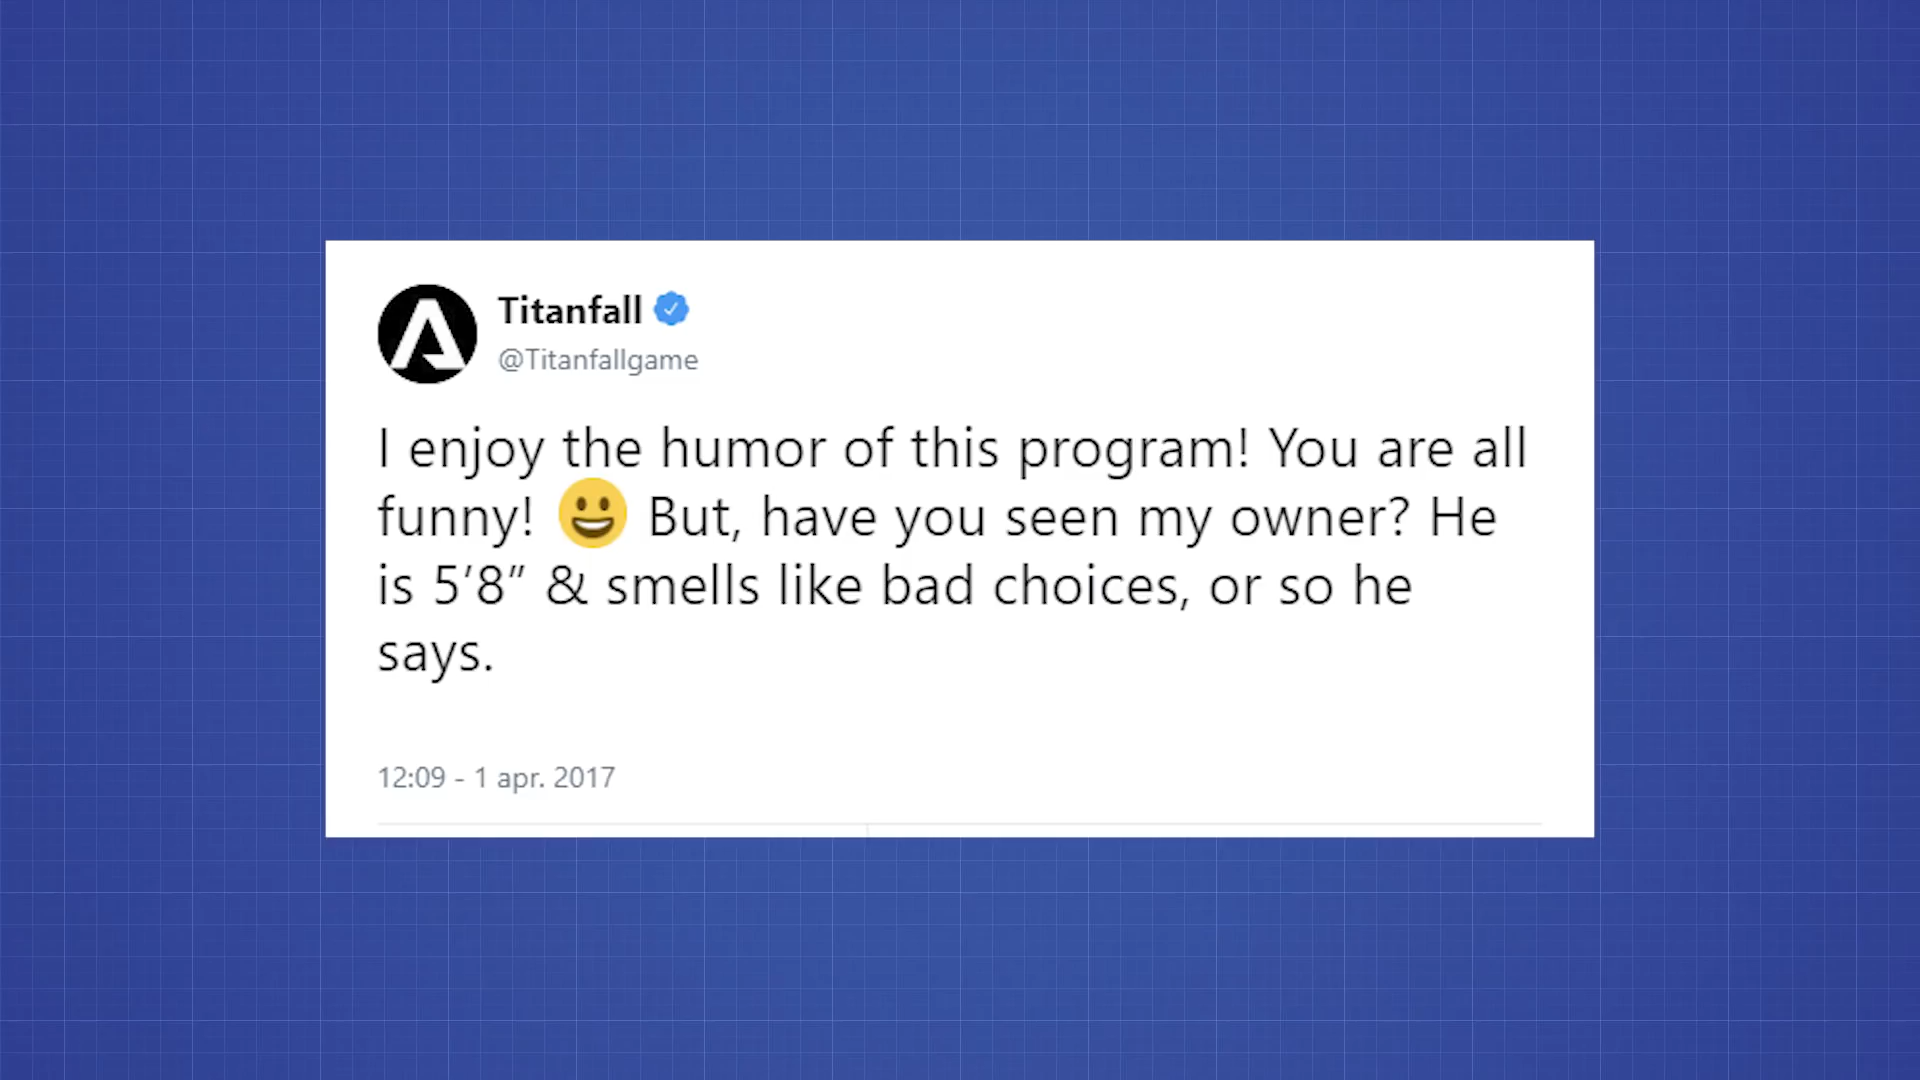 Titanfall
@Titanfallgame
I enjoy the humor of this program! You are all
funny! 😀 But, have you seen my owner? He
is 5’8” & smells like bad choices, or so he
says.
12:09 - 1 apr. 2017